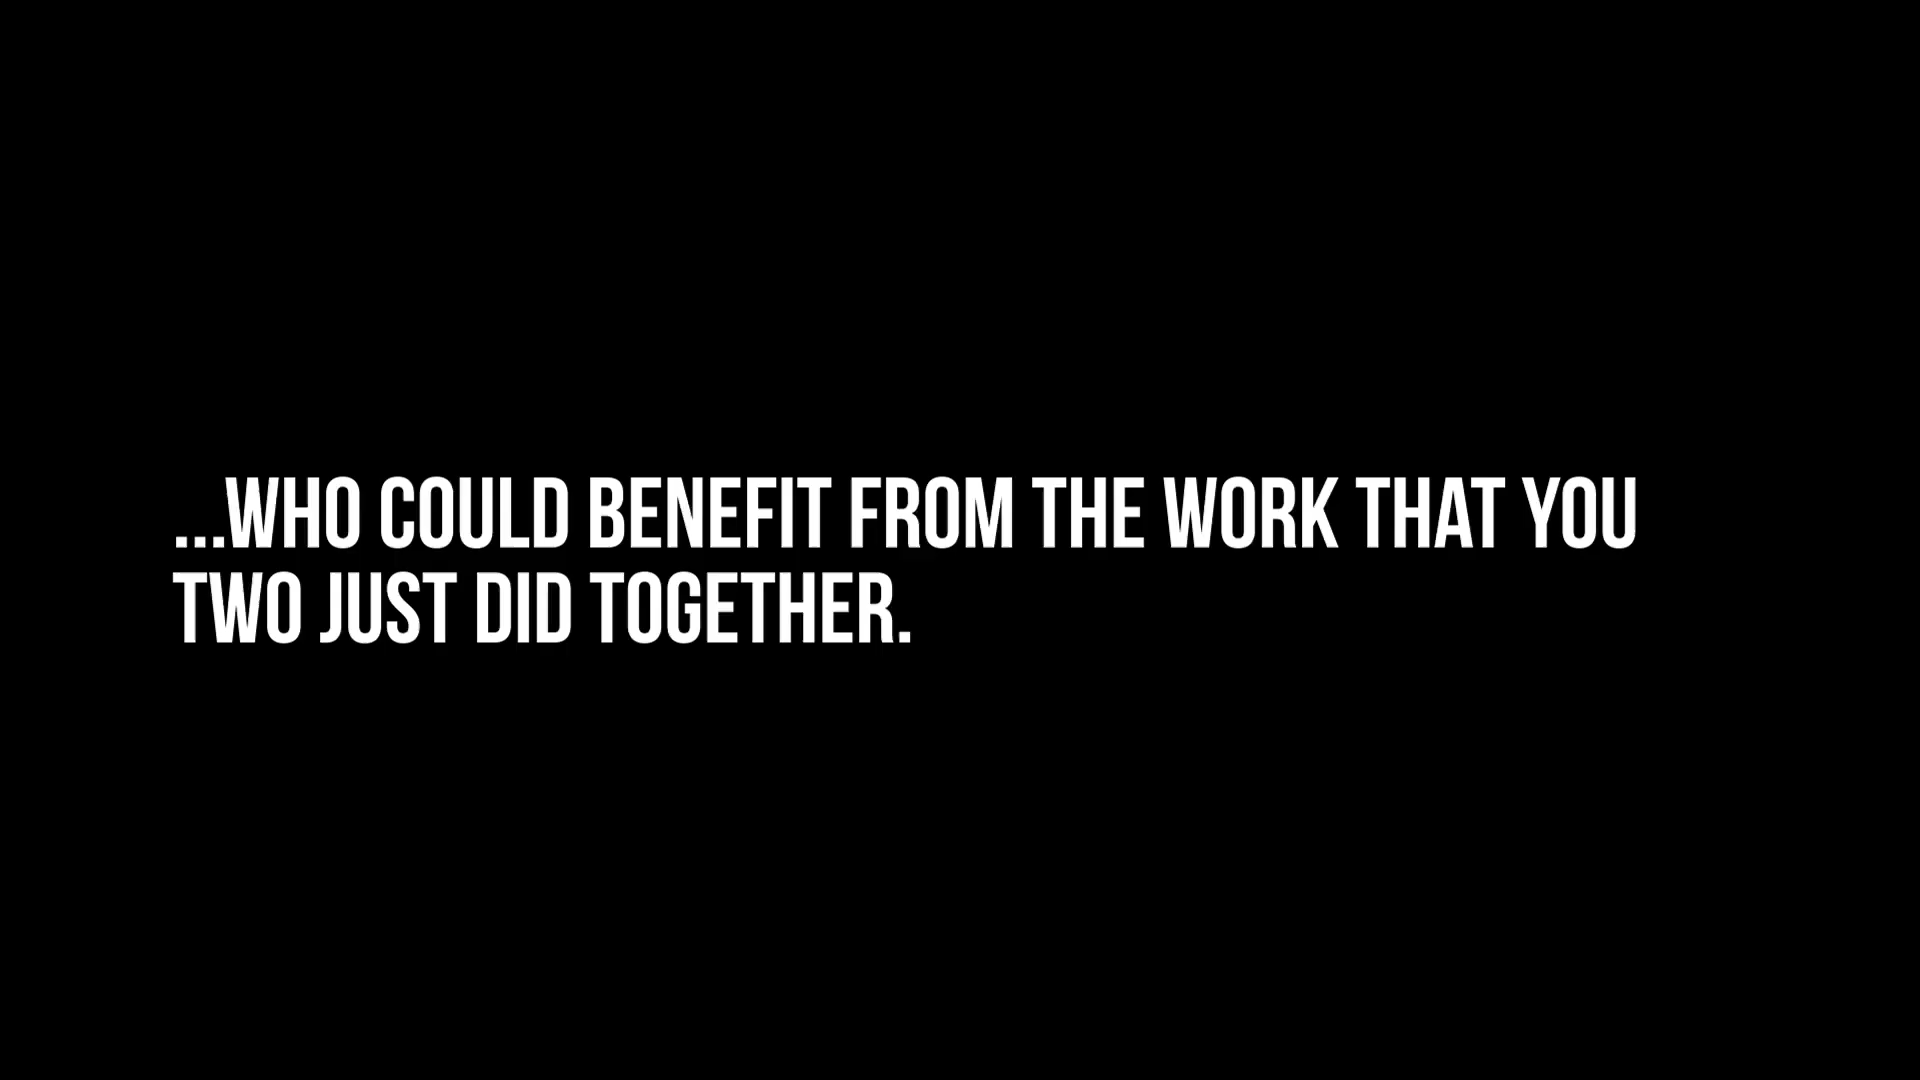 ...WHO COULD BENEFIT FROM THE WORK THAT YOU
TWO JUST DID TOGETHER.